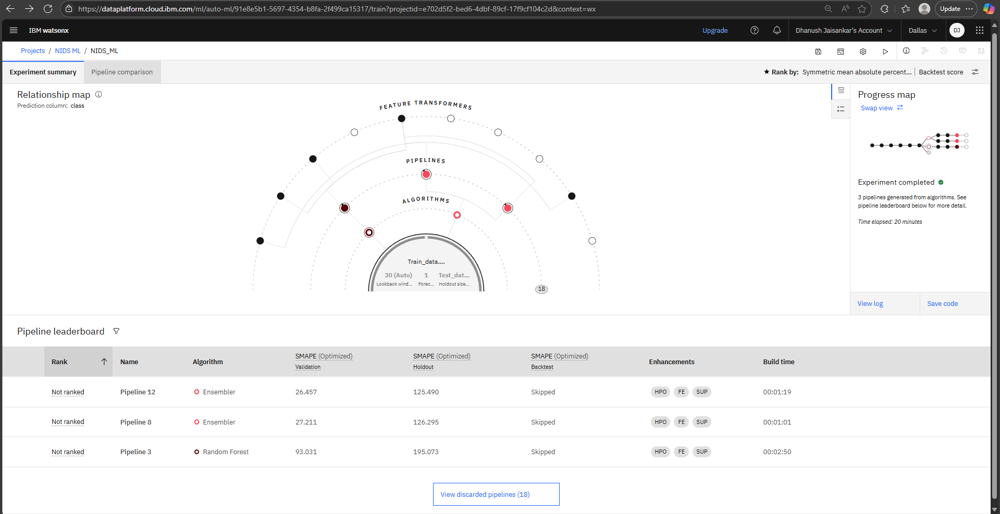 https://dataplatform.cloud.ibm.com/ml/auto-ml/91e8e5b1-5697-4354-b8fa-2f499ca15317/train?projectid=e702d5f2-bed6-4dbf-89cf-17f9cf104c2d&context=wx
Update
IBM watsonx
Upgrade
Dhanush Jaisankar's Account
Dallas
DJ
Projects / NIDS ML / NIDS_ML
Experiment summary
Pipeline comparison
Rank by: Symmetric mean absolute percent... | Backtest score
Relationship map
Prediction column: class
FEATURE TRANSFORMERS
PIPELINES
ALGORITHMS
Train_data....
30 (Auto) 1 Test_dat...
Lookback wind... Forec... Holdout size...
18
Progress map
Swap view
Experiment completed
3 pipelines generated from algorithms. See
pipeline leaderboard below for more detail.
Time elapsed: 20 minutes
View log
Save code
Pipeline leaderboard
Rank Name Algorithm SMAPE (Optimized) Validation SMAPE (Optimized) Holdout SMAPE (Optimized) Backtest Enhancements Build time
Not ranked Pipeline 12 Ensembler 26.457 125.490 Skipped HPO FE SUP 00:01:19
Not ranked Pipeline 8 Ensembler 27.211 126.295 Skipped HPO FE SUP 00:01:01
Not ranked Pipeline 3 Random Forest 93.031 195.073 Skipped HPO FE SUP 00:02:50
View discarded pipelines (18)